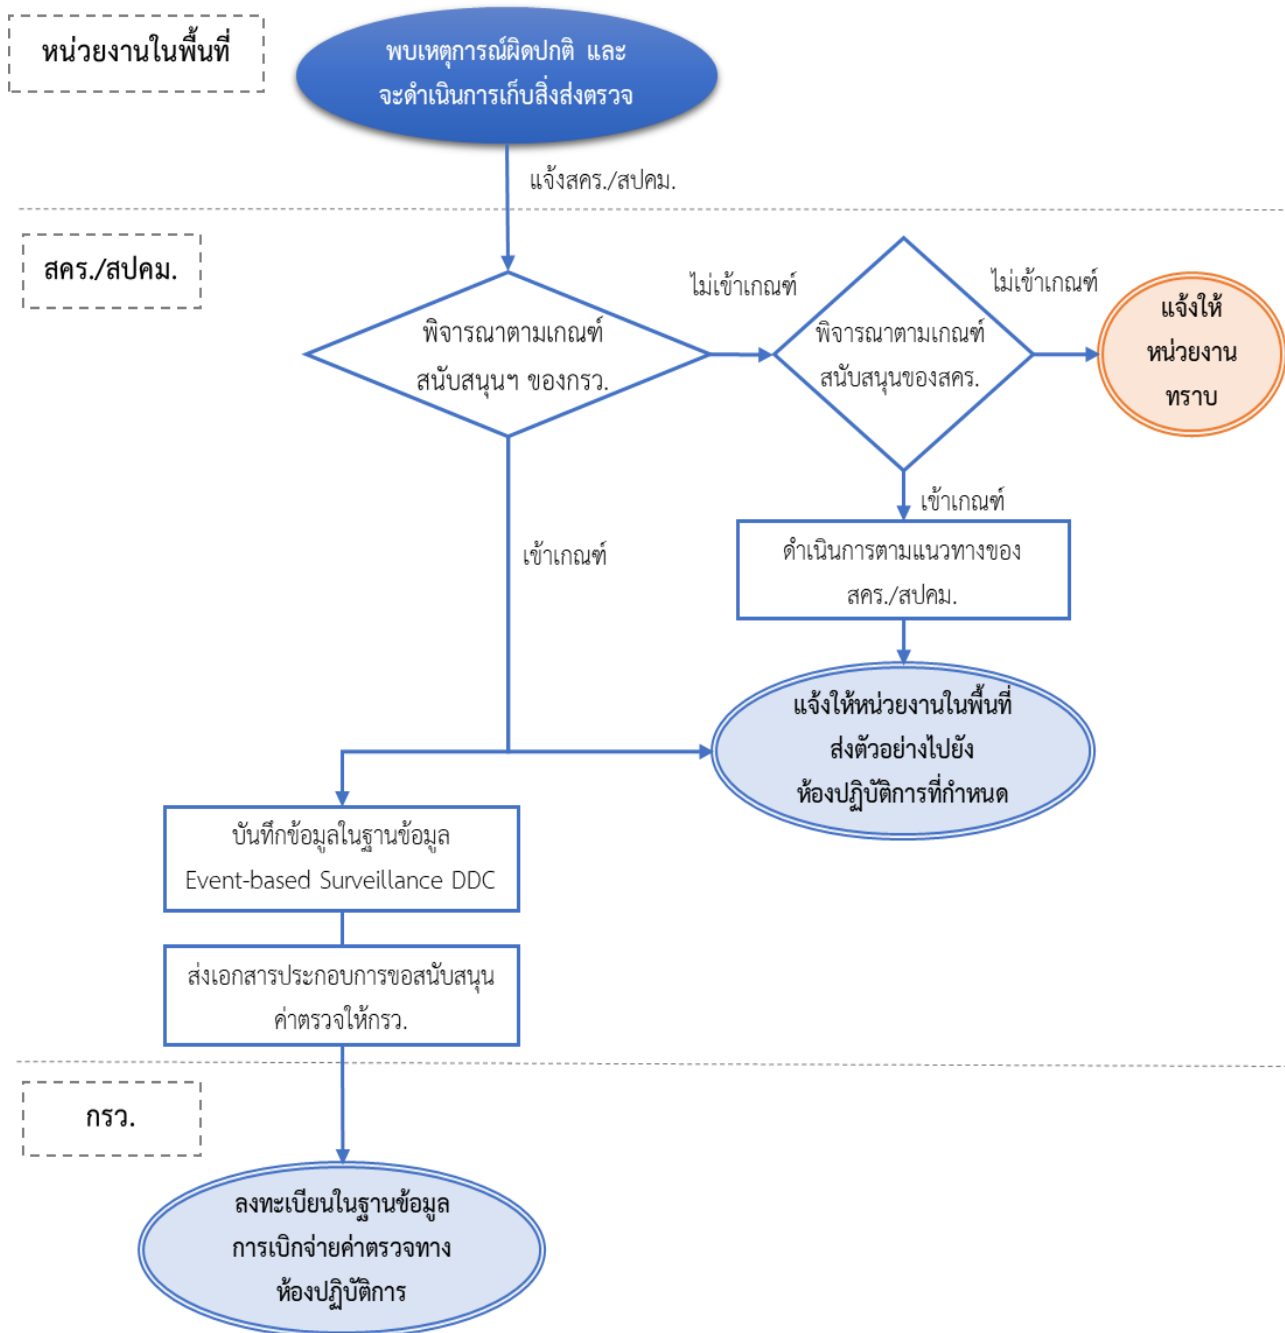 หน่วยงานในพื้นที่
พบเหตุการณ์ผิดปกติ และ
จะดำเนินการเก็บสิ่งส่งตรวจ
แจ้งสคร./สปคม.
สคร./สปคม.
พิจารณาตามเกณฑ์
สนับสนุนฯ ของกรว.
ไม่เข้าเกณฑ์
พิจารณาตามเกณฑ์
สนับสนุนของสคร.
ไม่เข้าเกณฑ์
แจ้งให้
หน่วยงาน
ทราบ
เข้าเกณฑ์
ดำเนินการตามแนวทางของ
สคร./สปคม.
เข้าเกณฑ์
แจ้งให้หน่วยงานในพื้นที่
ส่งตัวอย่างไปยัง
ห้องปฏิบัติการที่กำหนด
บันทึกข้อมูลในฐานข้อมูล
Event-based Surveillance DDC
ส่งเอกสารประกอบการขอสนับสนุน
ค่าตรวจให้กรว.
กรว.
ลงทะเบียนในฐานข้อมูล
การเบิกจ่ายค่าตรวจทาง
ห้องปฏิบัติการ